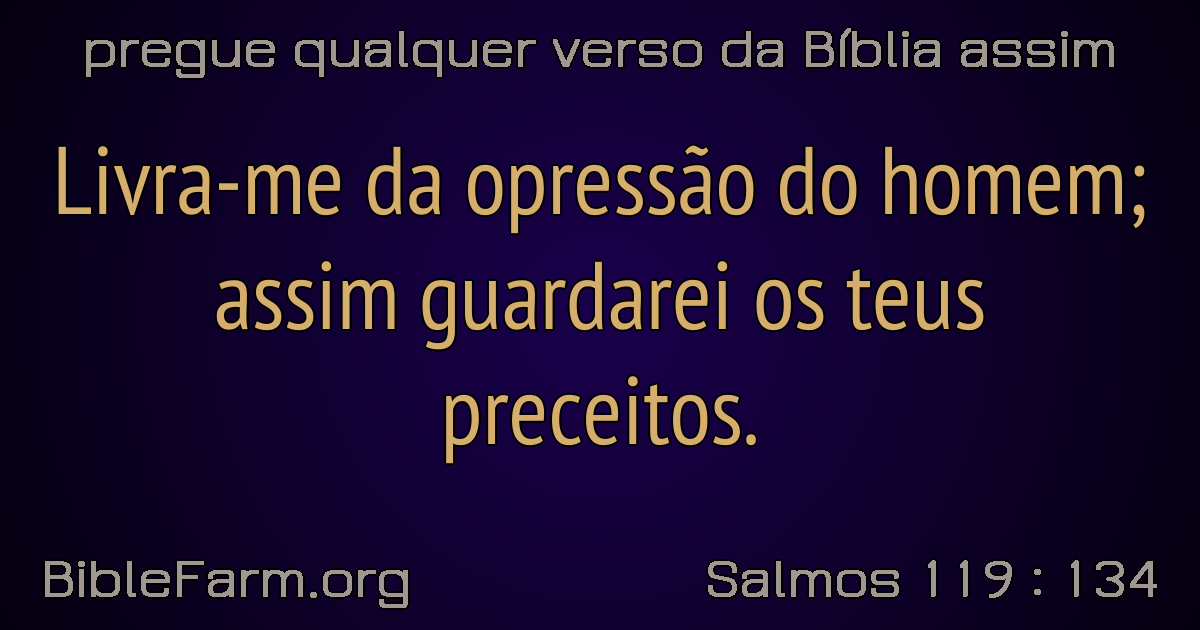 pregue qualquer verso da Bíblia assim
Livra-me da opressão do homem;
assim guardarei os teus
preceitos.
BibleFarm.org
Salmos 119 : 134